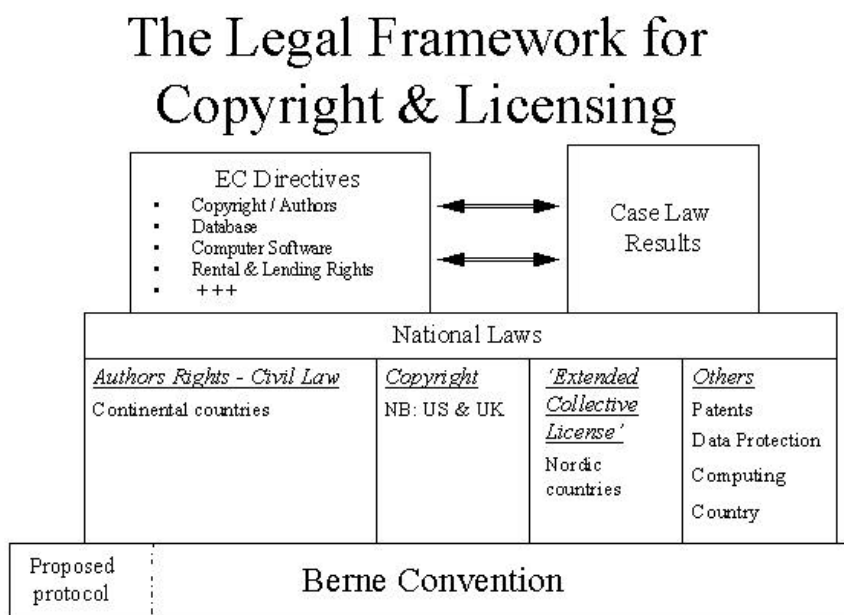 The Legal Framework for
Copyright & Licensing
EC Directives
▪ Copyright / Authors
▪ Database
▪ Computer Software
▪ Rental & Lending Rights
▪ +++
Case Law
Results
National Laws
Authors Rights - Civil Law
Continental countries
Copyright
NB: US & UK
‘Extended
Collective
License’
Nordic
countries
Others
Patents
Data Protection
Computing
Country
Proposed
protocol
Berne Convention